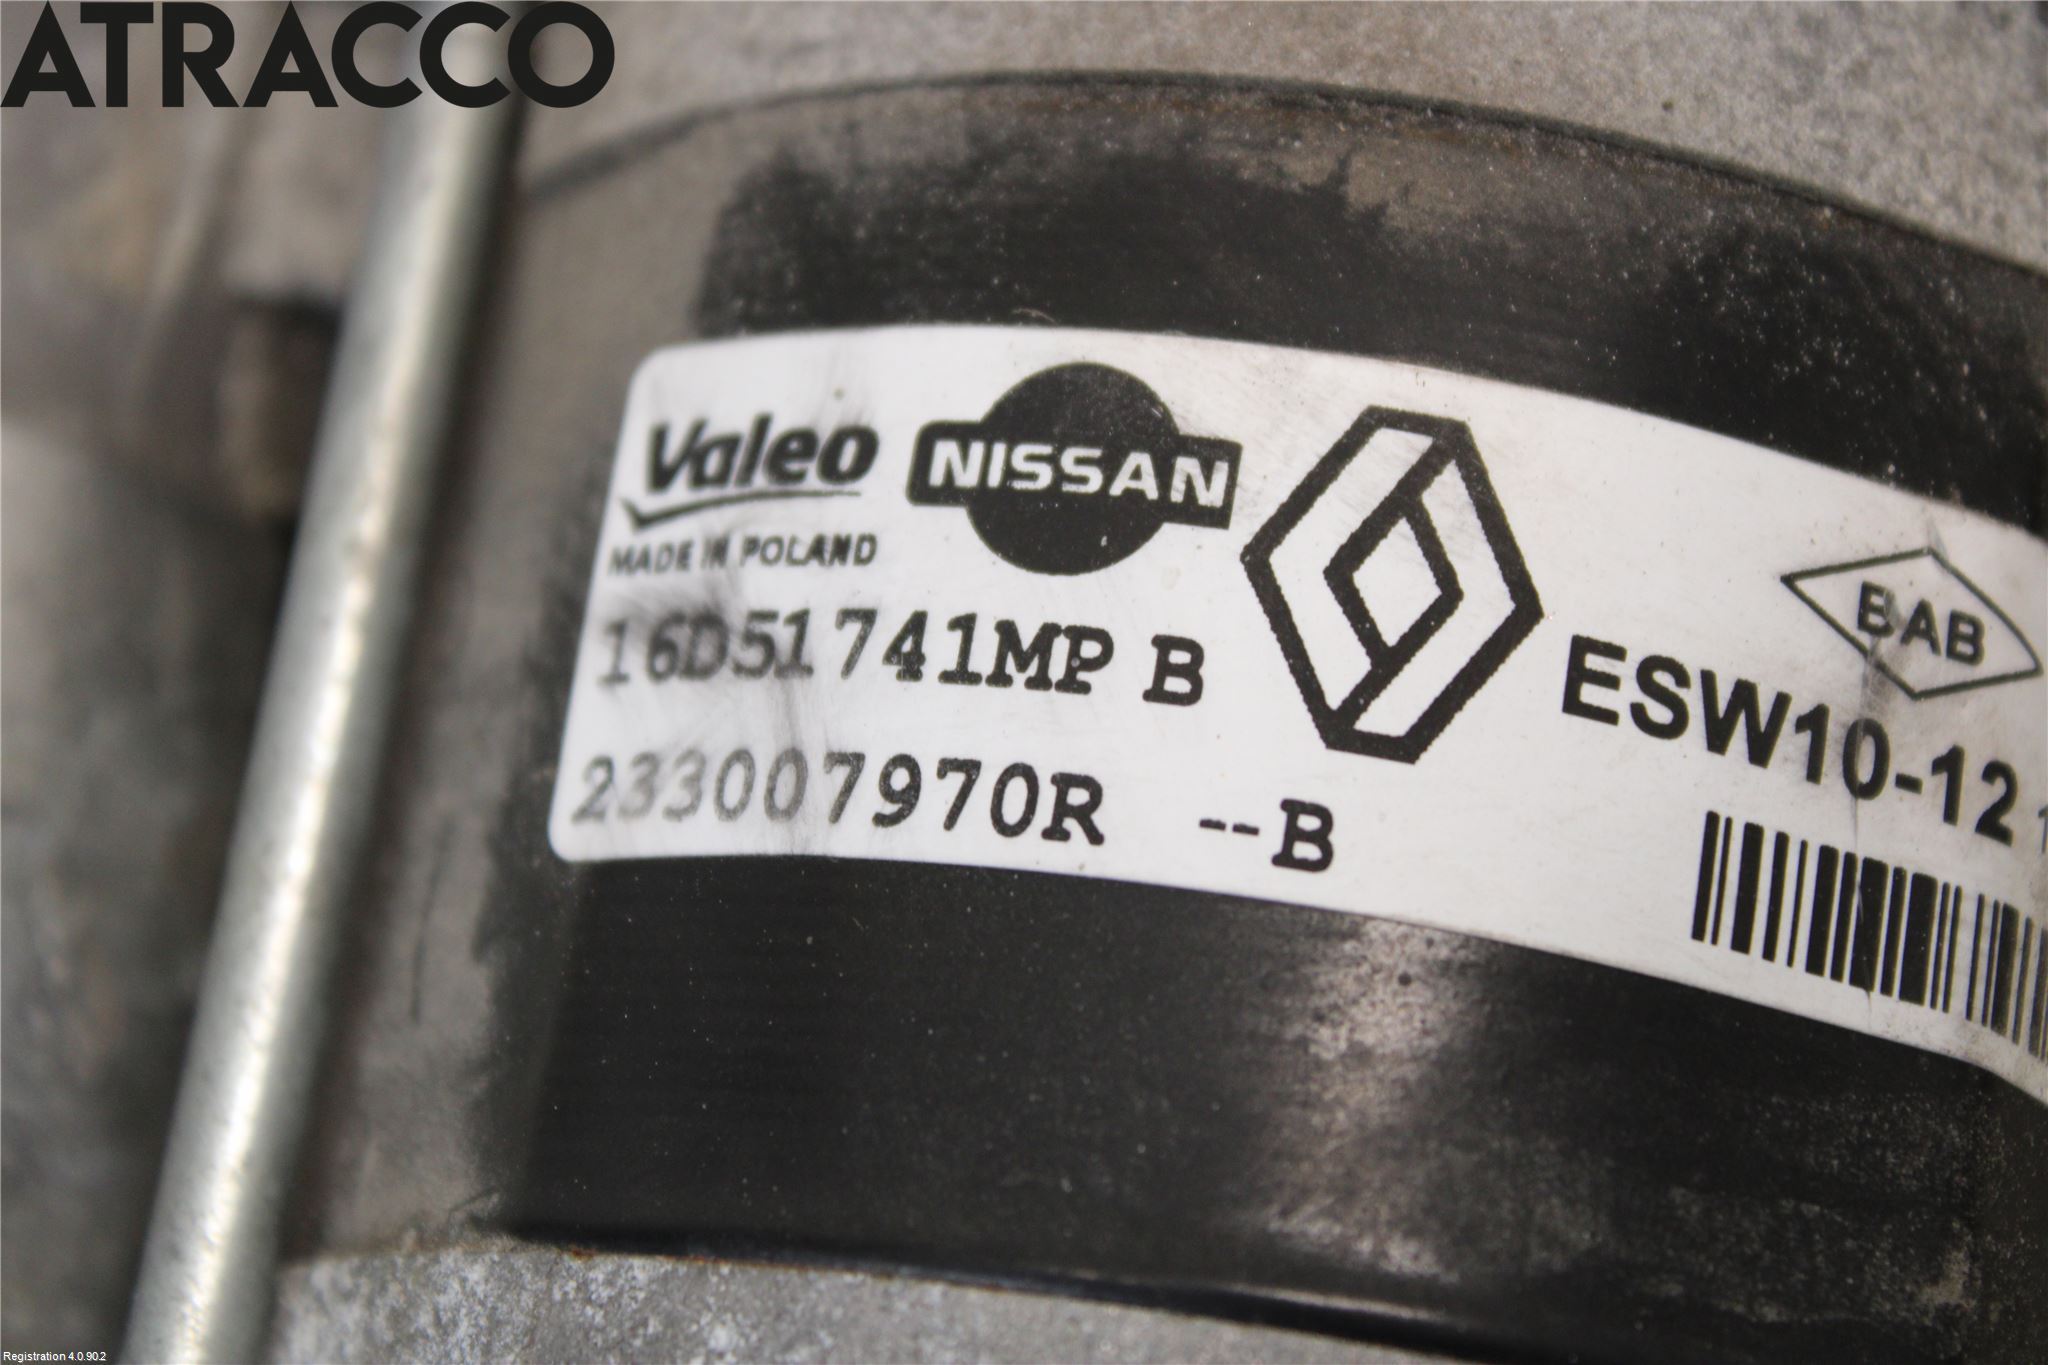 ATRACCO
Valeo
NISSAN
MADE IN POLAND
16D51741MP B
233007970R --B
BAB
ESW10-12
Registration 4.0.90.2